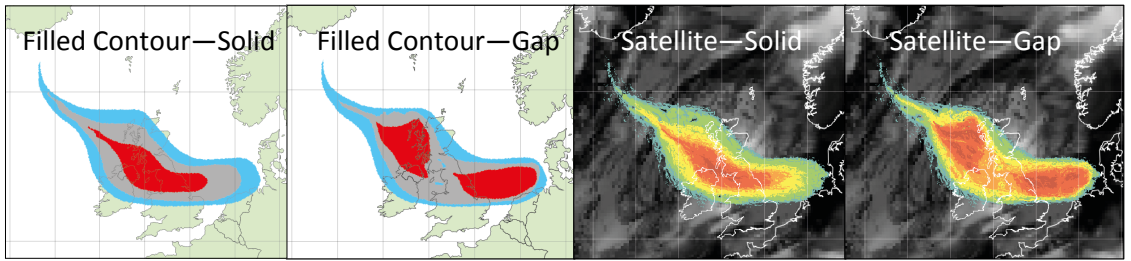 Filled Contour—Solid
Filled Contour—Gap
Satellite—Solid
Satellite—Gap